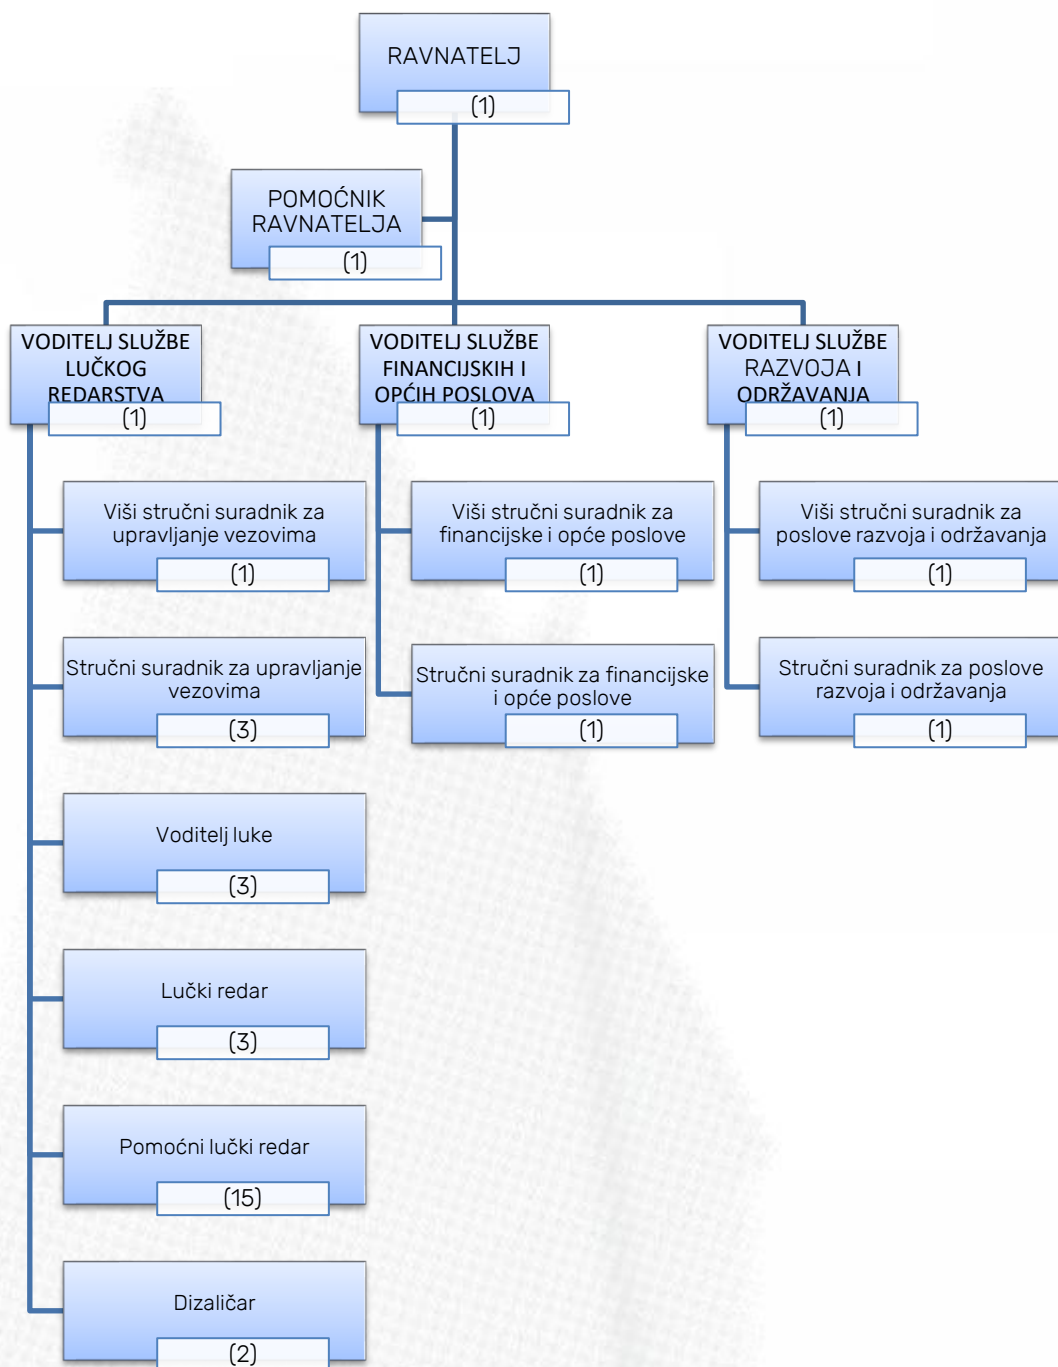 RAVNATELJ
(1)
POMOĆNIK
RAVNATELJA
(1)
VODITELJ SLUŽBE
LUČKOG
REDARSTVA
(1)
VODITELJ SLUŽBE
FINANCIJSKIH I
OPĆIH POSLOVA
(1)
VODITELJ SLUŽBE
RAZVOJA I
ODRŽAVANJA
(1)
Viši stručni suradnik za
upravljanje vezovima
(1)
Stručni suradnik za upravljanje
vezovima
(3)
Voditelj luke
(3)
Lučki redar
(3)
Pomoćni lučki redar
(15)
Dizaličar
(2)
Viši stručni suradnik za
financijske i opće poslove
(1)
Stručni suradnik za financijske
i opće poslove
(1)
Viši stručni suradnik za
poslove razvoja i održavanja
(1)
Stručni suradnik za poslove
razvoja i održavanja
(1)